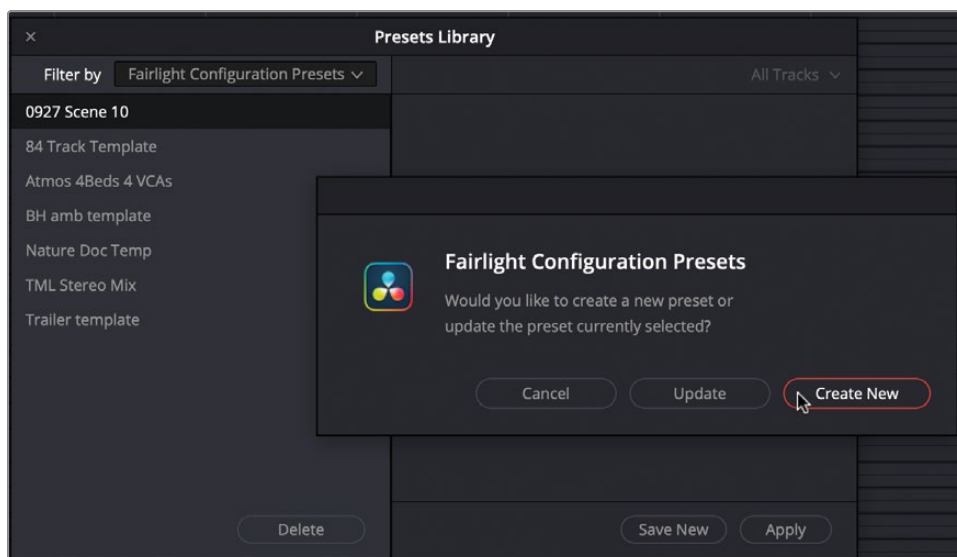 Presets Library
Filter by Fairlight Configuration Presets
All Tracks
0927 Scene 10
84 Track Template
Atmos 4Beds 4 VCAs
BH amb template
Nature Doc Temp
TML Stereo Mix
Trailer template
Fairlight Configuration Presets
Would you like to create a new preset or
update the preset currently selected?
Cancel Update Create New
Delete Save New Apply